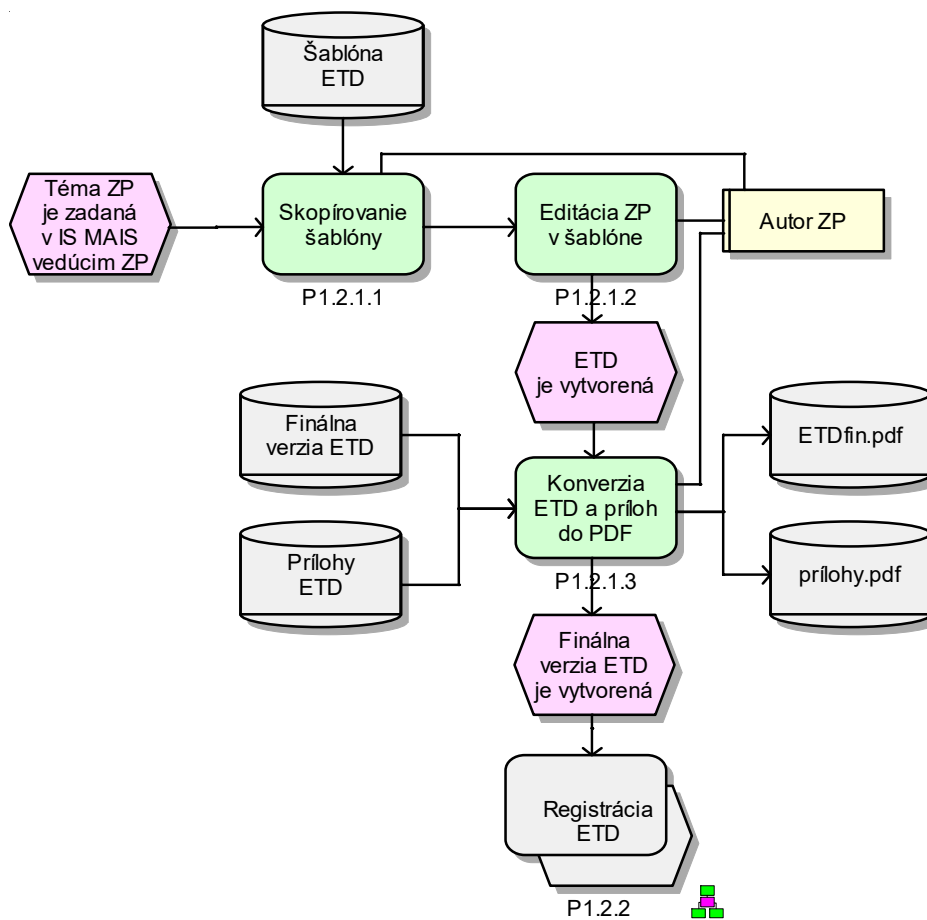 Šablóna
ETD
Téma ZP
je zadaná
v IS MAIS
vedúcim ZP
Skopírovanie
šablóny
P1.2.1.1
Editácia ZP
v šablóne
P1.2.1.2
Autor ZP
ETD
je vytvorená
Finálna
verzia ETD
Prílohy
ETD
Konverzia
ETD a príloh
do PDF
P1.2.1.3
ETDfin.pdf
prílohy.pdf
Finálna
verzia ETD
je vytvorená
Registrácia
ETD
P1.2.2